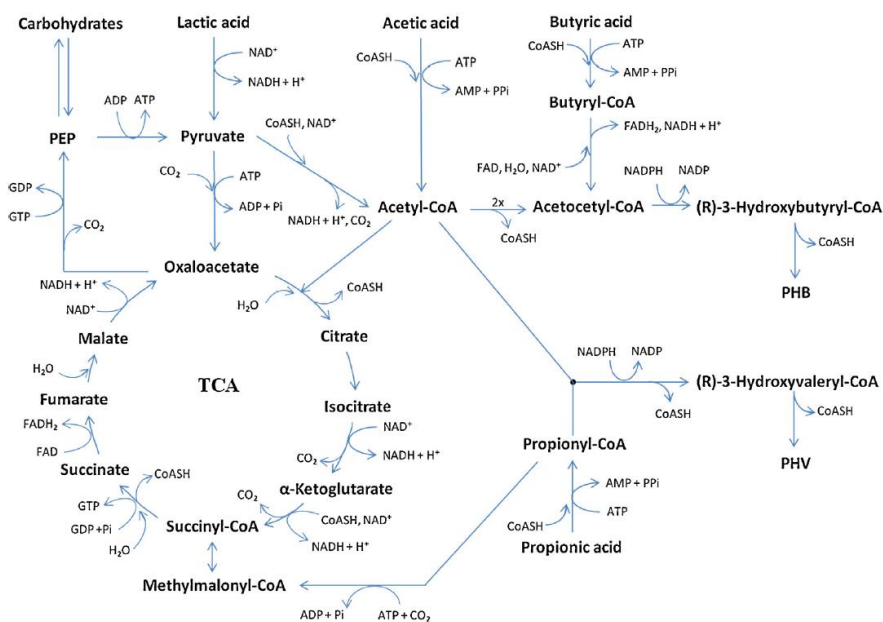 Carbohydrates
Lactic acid
Acetic acid
Butyric acid
NAD⁺
NADH + H⁺
CoASH
ATP
AMP + PPi
CoASH
ATP
AMP + PPi
Butyryl-CoA
ADP ATP
CoASH, NAD⁺
FADH₂, NADH + H⁺
PEP
Pyruvate
FAD, H₂O, NAD⁺
NADPH NADP
CO₂
ATP
ADP + Pi
NADH + H⁺, CO₂
GDP
GTP
CO₂
Acetyl-CoA
2x
CoASH
Acetocetyl-CoA
(R)-3-Hydroxybutyryl-CoA
CoASH
PHB
Oxaloacetate
NADH + H⁺
NAD⁺
H₂O
CoASH
Malate
Citrate
H₂O
TCA
NADPH NADP
(R)-3-Hydroxyvaleryl-CoA
CoASH
CoASH
PHV
Fumarate
Isocitrate
FADH₂
FAD
NAD⁺
CO₂
NADH + H⁺
Propionyl-CoA
Succinate
CoASH
α-Ketoglutarate
AMP + PPi
ATP
CoASH
Propionic acid
GTP
GDP +Pi
H₂O
CO₂
Succinyl-CoA
CoASH, NAD⁺
NADH + H⁺
Methylmalonyl-CoA
ADP + Pi
ATP + CO₂